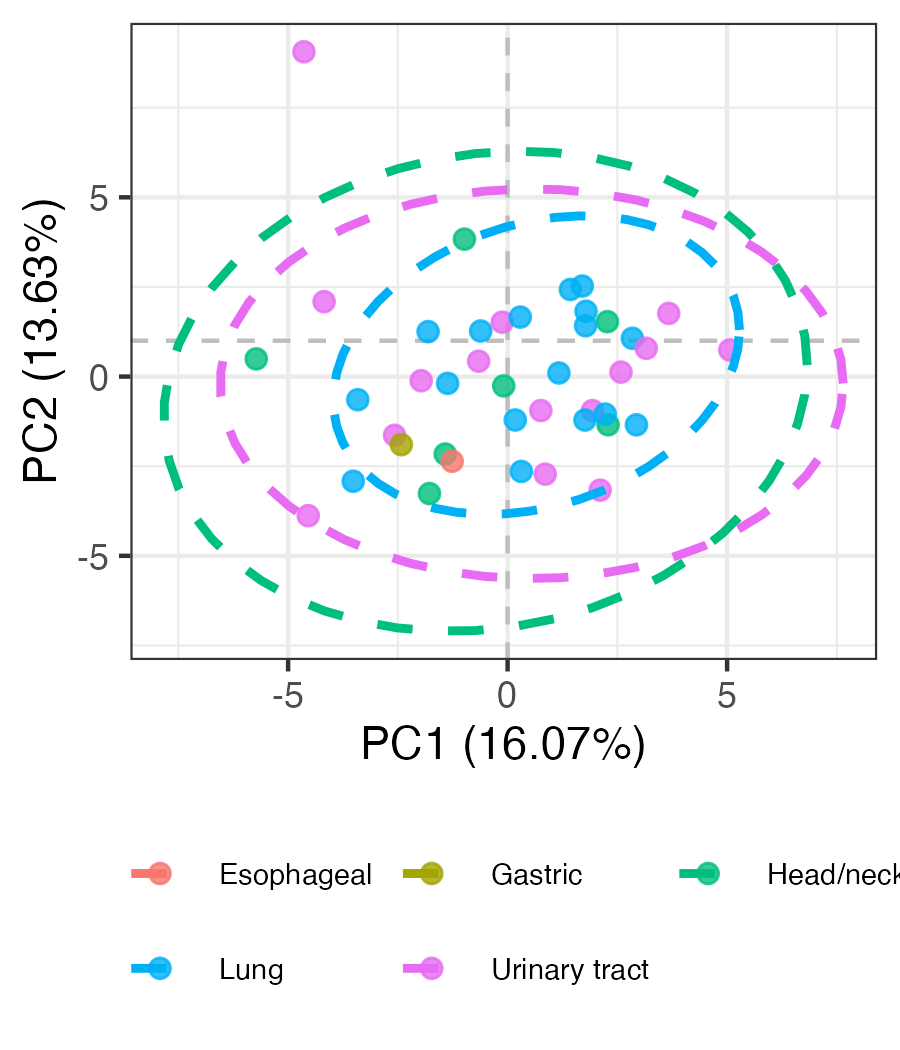 PC2 (13.63%)
5
0
-5
-5 0 5
PC1 (16.07%)
Esophageal Gastric Head/neck
Lung Urinary tract